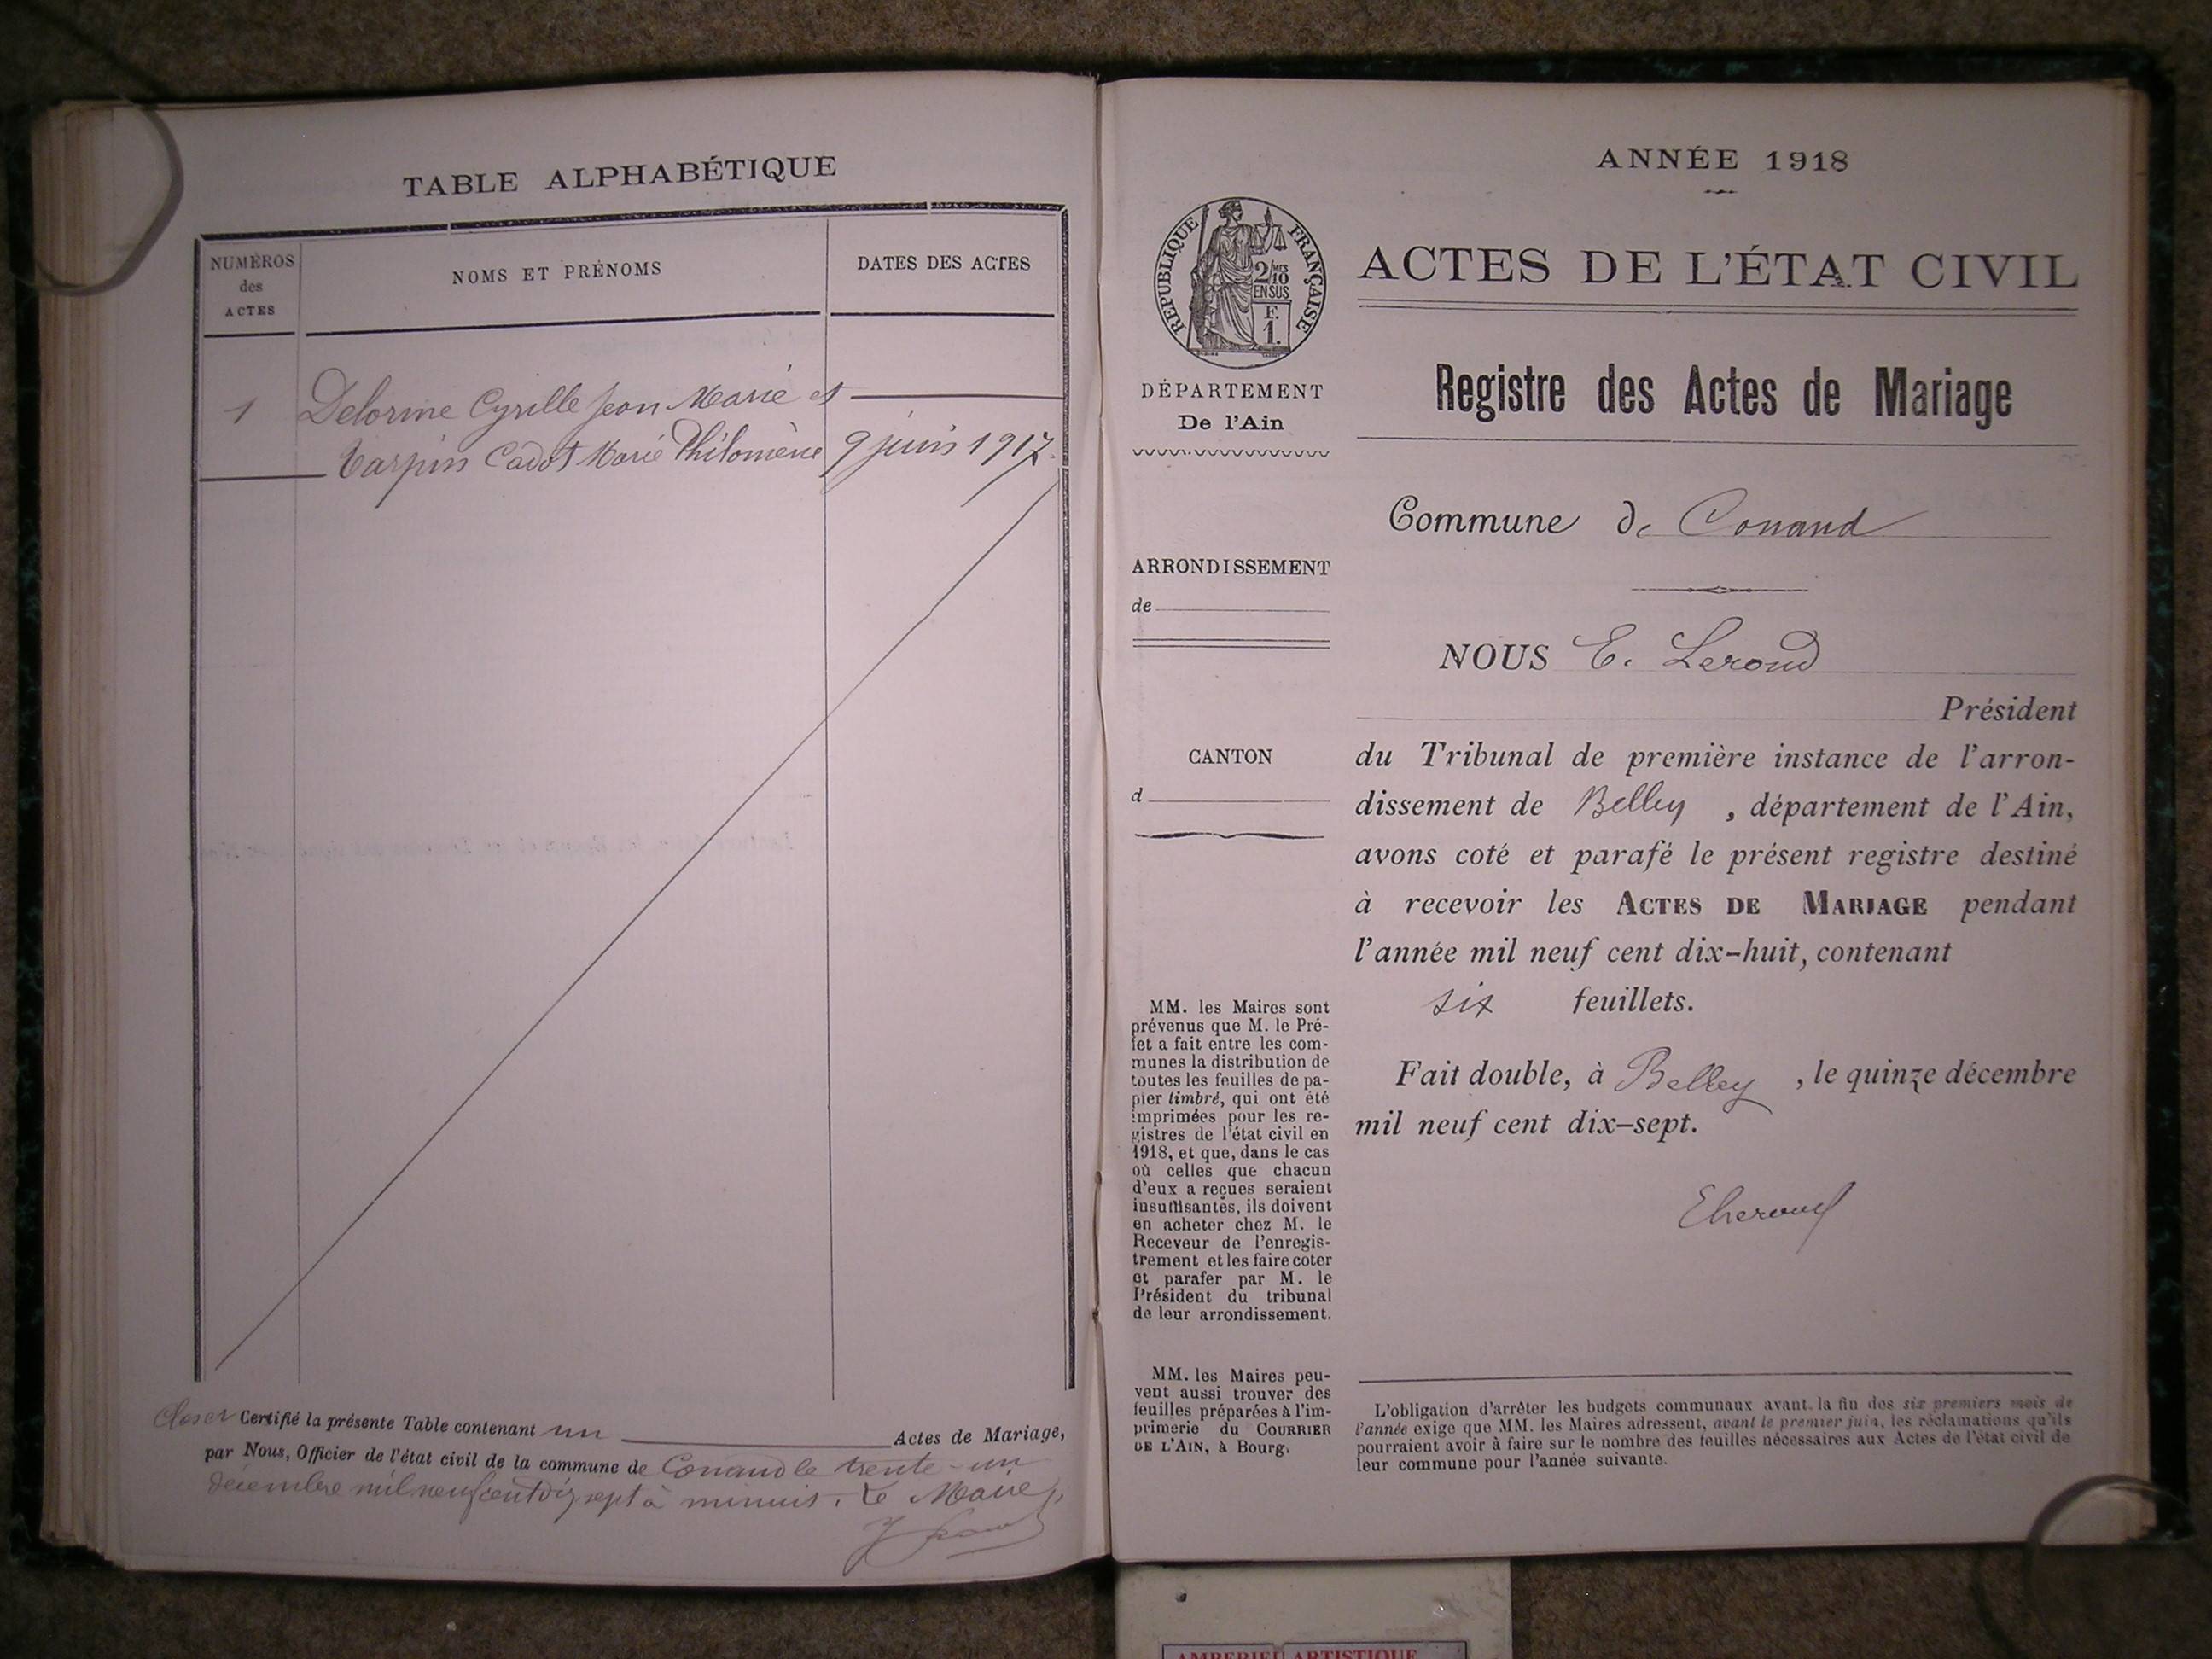 TABLE ALPHABÉTIQUE
NUMÉROS
des
ACTES
NOMS ET PRÉNOMS
DATES DES ACTES
1 Delorme Cyrille Jean Marie et
Tarpin Cadot Marie Philomène 9 juin 1917.
Clos et Certifié la présente Table contenant un Actes de Mariage,
par Nous, Officier de l'état civil de la commune de Conand le trente-un
décembre mil neuf cent dix sept à minuit. Le Maire,
ANNÉE 1918
RÉPUBLIQUE FRANÇAISE
2/10
EN SUS
F.
1.
ACTES DE L'ÉTAT CIVIL
DÉPARTEMENT
De l'Ain
Registre des Actes de Mariage
Commune de Conand
ARRONDISSEMENT
de
NOUS E. Leroud
Président
CANTON
d
du Tribunal de première instance de l'arron-
dissement de Belley , département de l'Ain,
avons coté et parafé le présent registre destiné
à recevoir les ACTES DE MARIAGE pendant
l'année mil neuf cent dix-huit, contenant
six feuillets.
Fait double, à Belley , le quinze décembre
mil neuf cent dix-sept.
MM. les Maires sont
prévenus que M. le Pré-
fet a fait entre les com-
munes la distribution de
toutes les feuilles de pa-
pier timbré, qui ont été
imprimées pour les re-
gistres de l'état civil en
1918, et que, dans le cas
où celles que chacun
d'eux a reçues seraient
insuffisantes, ils doivent
en acheter chez M. le
Receveur de l'enregis-
trement et les faire coter
et parafer par M. le
Président du tribunal
de leur arrondissement.
MM. les Maires peu-
vent aussi trouver des
feuilles préparées à l'im-
primerie du COURRIER
DE L'AIN, à Bourg.
L'obligation d'arrêter les budgets communaux avant la fin des six premiers mois de
l'année exige que MM. les Maires adressent, avant le premier juin, les réclamations qu'ils
pourraient avoir à faire sur le nombre des feuilles nécessaires aux Actes de l'état civil de
leur commune pour l'année suivante.
AMBERIEU ARTISTIQUE